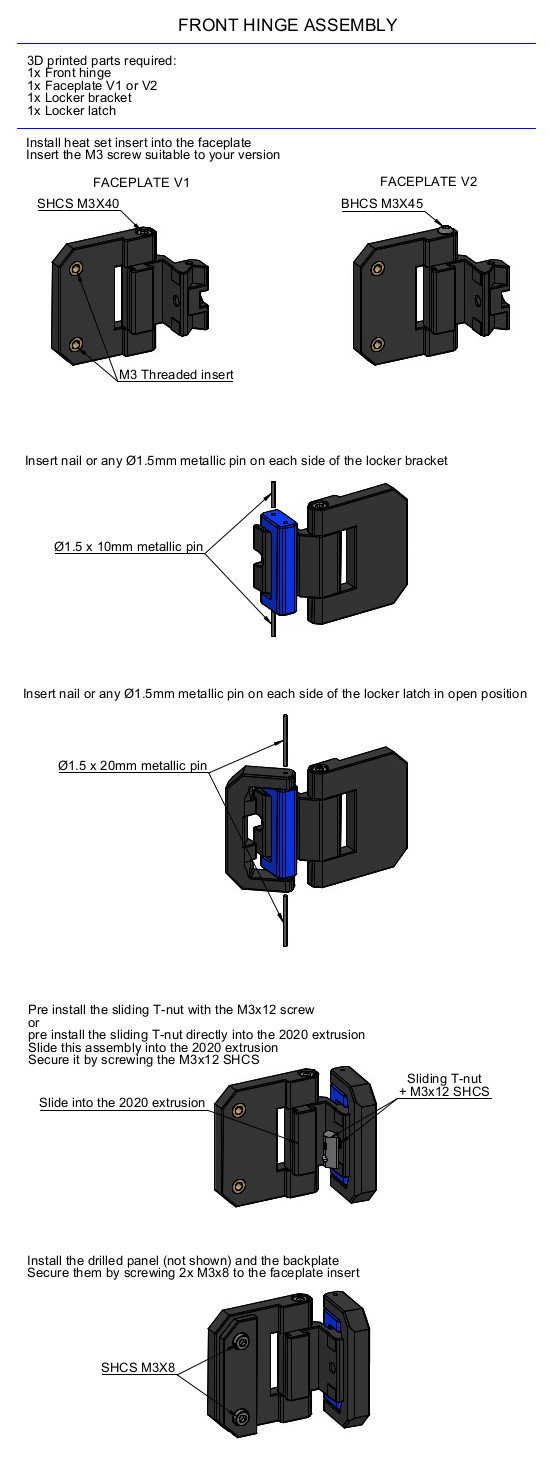 FRONT HINGE ASSEMBLY
3D printed parts required:
1x Front hinge
1x Faceplate V1 or V2
1x Locker bracket
1x Locker latch
Install heat set insert into the faceplate
Insert the M3 screw suitable to your version
FACEPLATE V1
SHCS M3X40
FACEPLATE V2
BHCS M3X45
M3 Threaded insert
Insert nail or any Ø1.5mm metallic pin on each side of the locker bracket
Ø1.5 x 10mm metallic pin
Insert nail or any Ø1.5mm metallic pin on each side of the locker latch in open position
Ø1.5 x 20mm metallic pin
Pre install the sliding T-nut with the M3x12 screw
or
pre install the sliding T-nut directly into the 2020 extrusion
Slide this assembly into the 2020 extrusion
Secure it by screwing the M3x12 SHCS
Slide into the 2020 extrusion
Sliding T-nut
+ M3x12 SHCS
Install the drilled panel (not shown) and the backplate
Secure them by screwing 2x M3x8 to the faceplate insert
SHCS M3X8